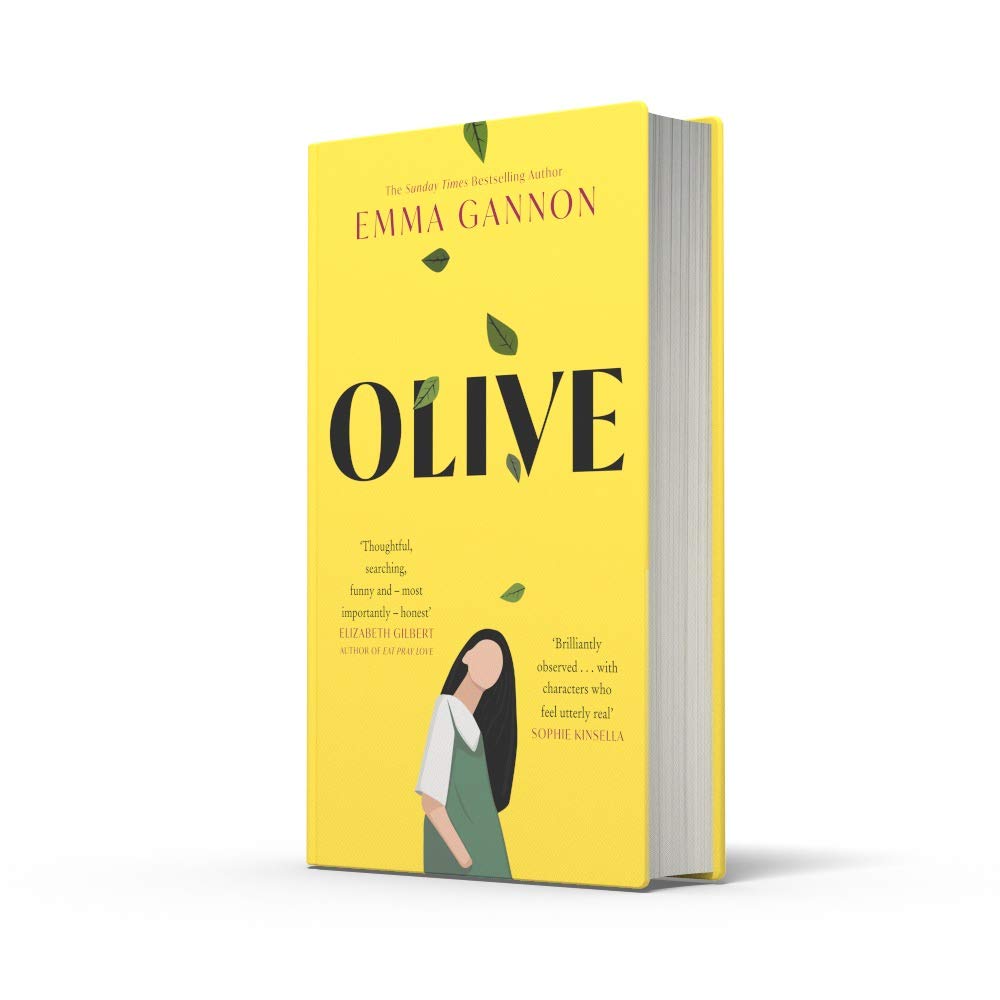 The Sunday Times Bestselling Author
EMMA GANNON
OLIVE
‘Thoughtful,
searching,
funny and – most
importantly – honest’
ELIZABETH GILBERT
AUTHOR OF EAT PRAY LOVE
‘Brilliantly
observed . . . with
characters who
feel utterly real’
SOPHIE KINSELLA